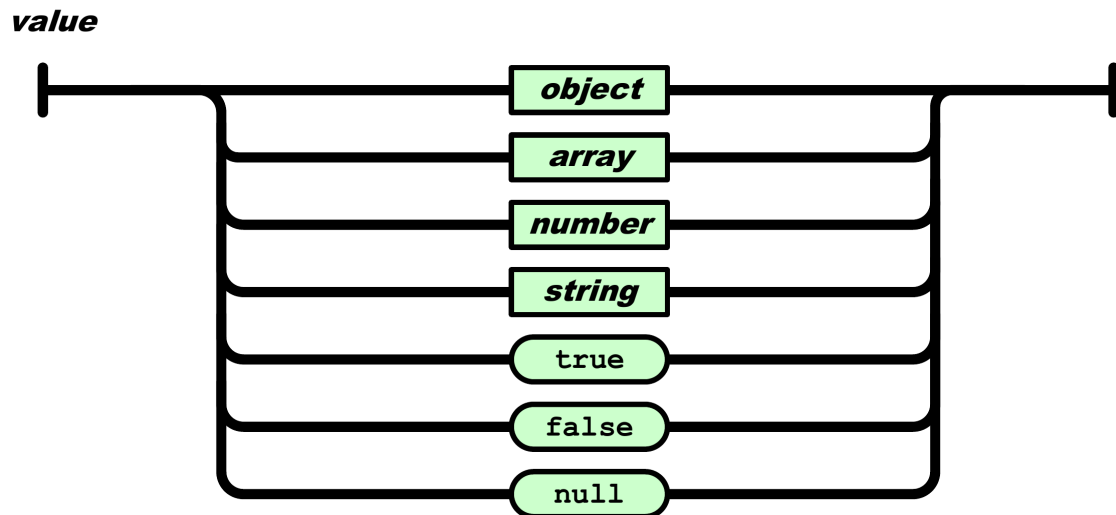 value
object
array
number
string
true
false
null